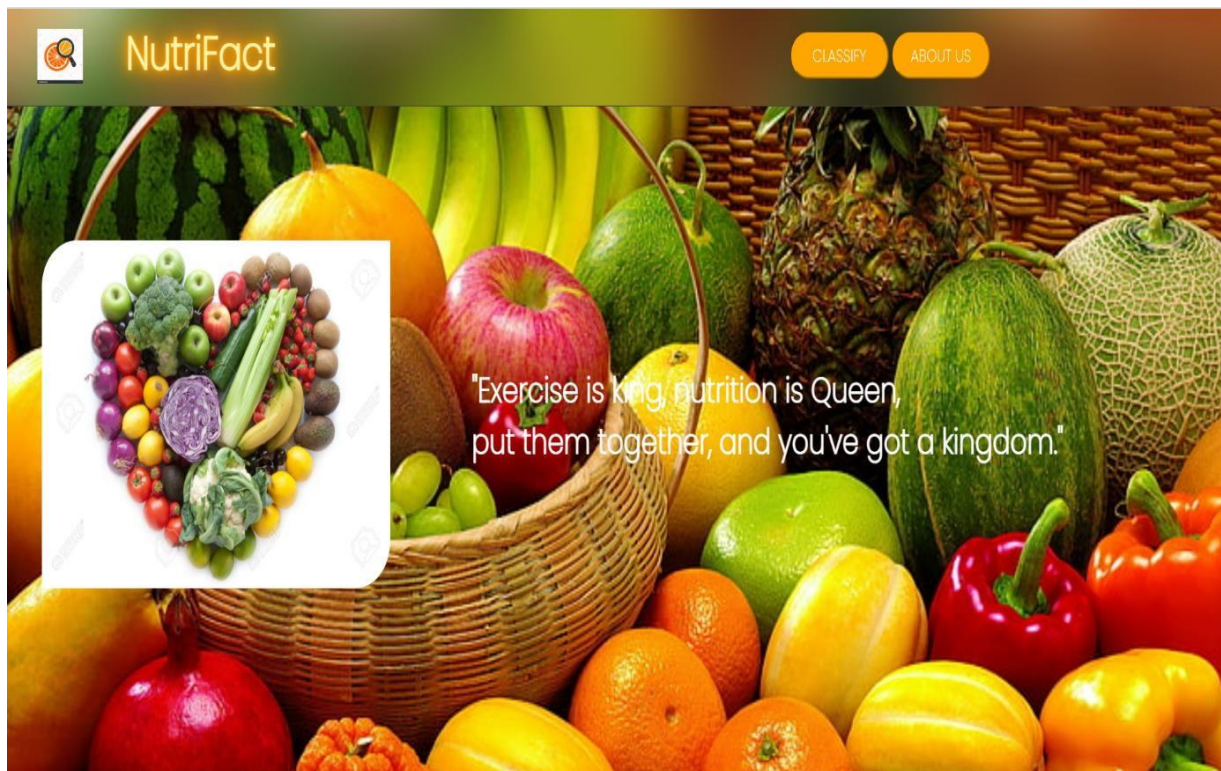 NutriFact
CLASSIFY
ABOUT US
"Exercise is king, nutrition is Queen,
put them together, and you've got a kingdom."